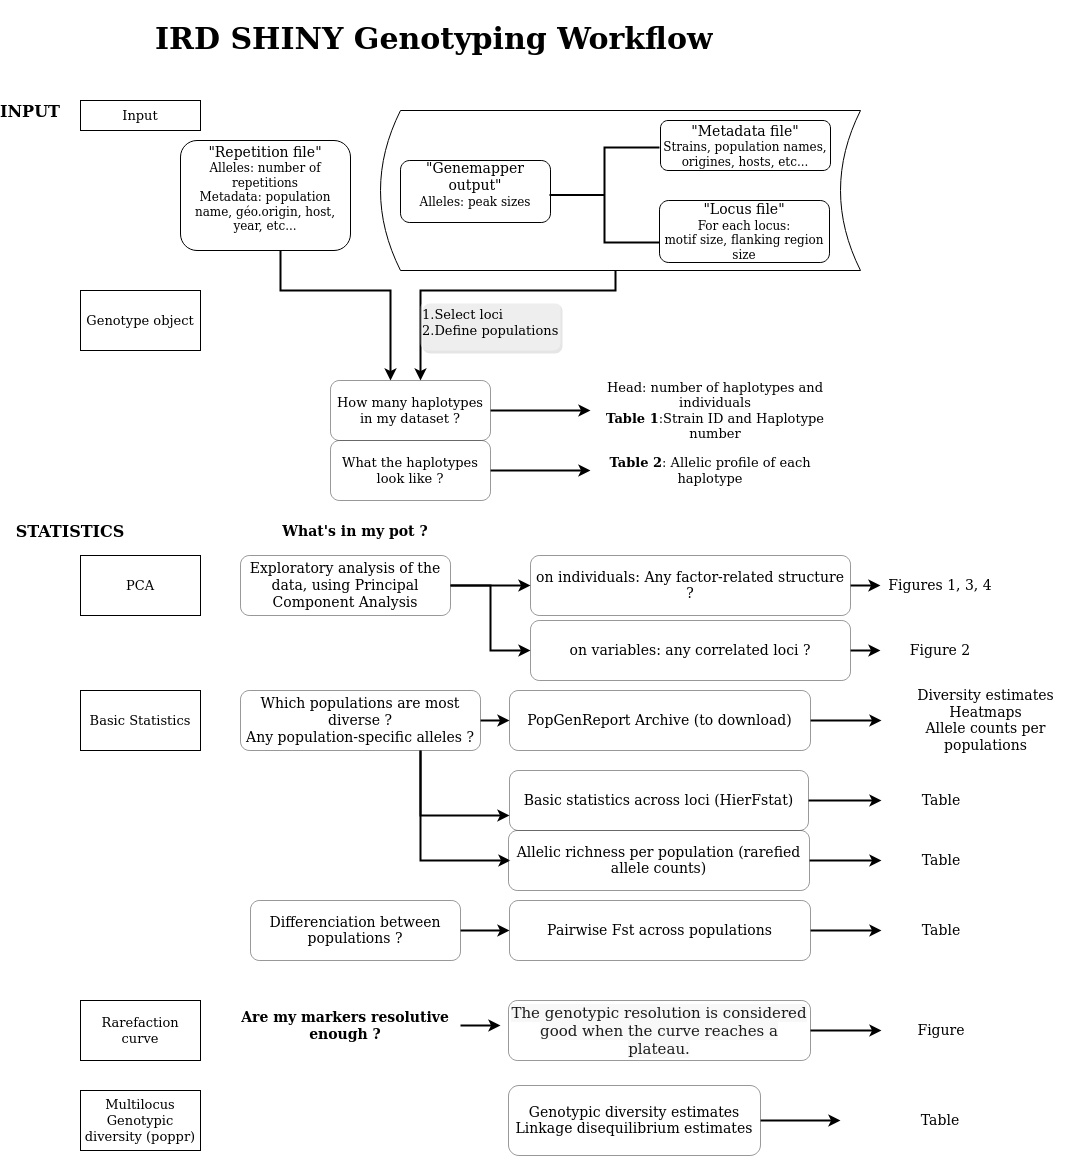 IRD SHINY Genotyping Workflow
INPUT
Input
"Repetition file"
Alleles: number of
repetitions
Metadata: population
name, géo.origin, host,
year, etc...
"Genemapper
output"
Alleles: peak sizes
"Metadata file"
Strains, population names,
origines, hosts, etc...
"Locus file"
For each locus:
motif size, flanking region
size
Genotype object
1.Select loci
2.Define populations
How many haplotypes
in my dataset ?
Head: number of haplotypes and
individuals
Table 1:Strain ID and Haplotype
number
What the haplotypes
look like ?
Table 2: Allelic profile of each
haplotype
STATISTICS
What's in my pot ?
PCA
Exploratory analysis of the
data, using Principal
Component Analysis
on individuals: Any factor-related structure
?
Figures 1, 3, 4
on variables: any correlated loci ?
Figure 2
Basic Statistics
Which populations are most
diverse ?
Any population-specific alleles ?
PopGenReport Archive (to download)
Diversity estimates
Heatmaps
Allele counts per
populations
Basic statistics across loci (HierFstat)
Table
Allelic richness per population (rarefied
allele counts)
Table
Differenciation between
populations ?
Pairwise Fst across populations
Table
Rarefaction
curve
Are my markers resolutive
enough ?
The genotypic resolution is considered
good when the curve reaches a
plateau.
Figure
Multilocus
Genotypic
diversity (poppr)
Genotypic diversity estimates
Linkage disequilibrium estimates
Table